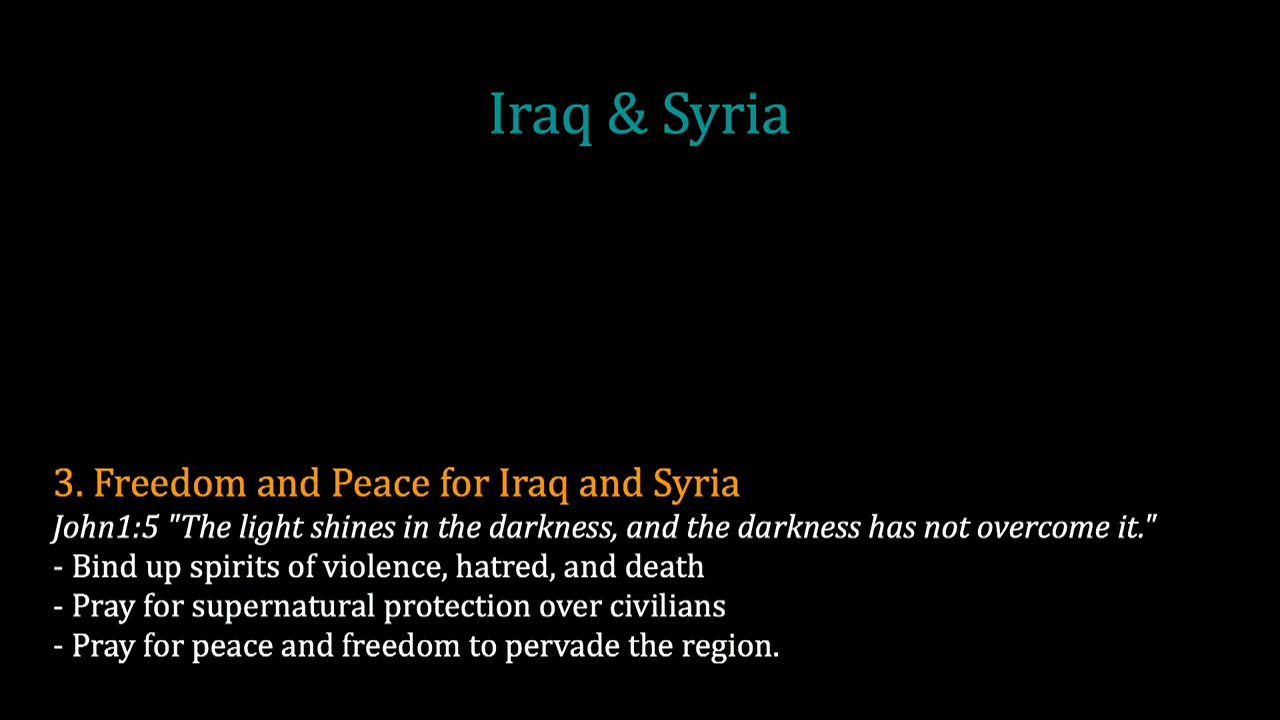 Iraq & Syria
3. Freedom and Peace for Iraq and Syria
John1:5 "The light shines in the darkness, and the darkness has not overcome it."
- Bind up spirits of violence, hatred, and death
- Pray for supernatural protection over civilians
- Pray for peace and freedom to pervade the region.